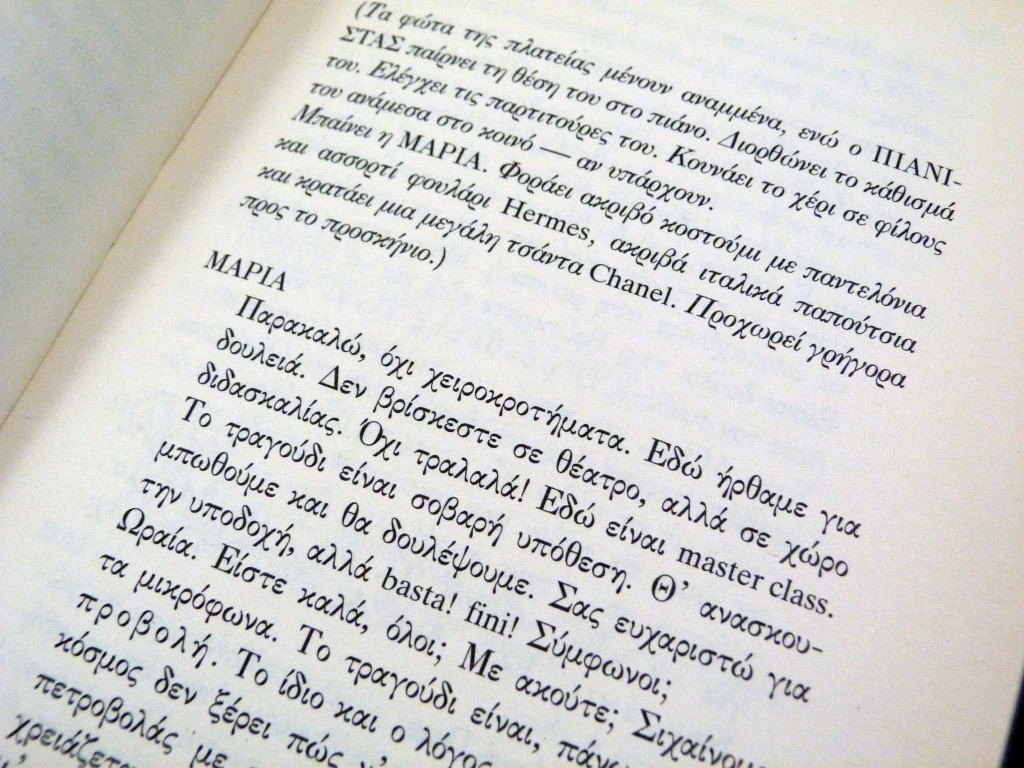 (Τα φώτα της πλατείας μένουν αναμμένα, ενώ ο ΠΙΑΝΙ-
ΣΤΑΣ παίρνει τη θέση του στο πιάνο. Διορθώνει το κάθισμά
του. Ελέγχει τις παρτιτούρες του. Κουνάει το χέρι σε φίλους
του ανάμεσα στο κοινό — αν υπάρχουν.
Μπαίνει η ΜΑΡΙΑ. Φοράει ακριβό κοστούμι με παντελόνια
και ασσορτί φουλάρι Hermes, ακριβά ιταλικά παπούτσια
και κρατάει μια μεγάλη τσάντα Chanel. Προχωρεί γρήγορα
προς το προσκήνιο.)
ΜΑΡΙΑ
Παρακαλώ, όχι χειροκροτήματα. Εδώ ήρθαμε για
δουλειά. Δεν βρίσκεστε σε θέατρο, αλλά σε χώρο
διδασκαλίας. Όχι τραλαλά! Εδώ είναι master class.
Το τραγούδι είναι σοβαρή υπόθεση. Θ' ανασκου-
μπωθούμε και θα δουλέψουμε. Σας ευχαριστώ για
την υποδοχή, αλλά basta! fini! Σύμφωνοι;
Ωραία. Είστε καλά, όλοι; Με ακούτε; Σιχαίνομαι
τα μικρόφωνα. Το τραγούδι είναι,
προβολή. Το ίδιο και ο λόγος
κόσμος δεν ξέρει πώς
πετροβολάς με